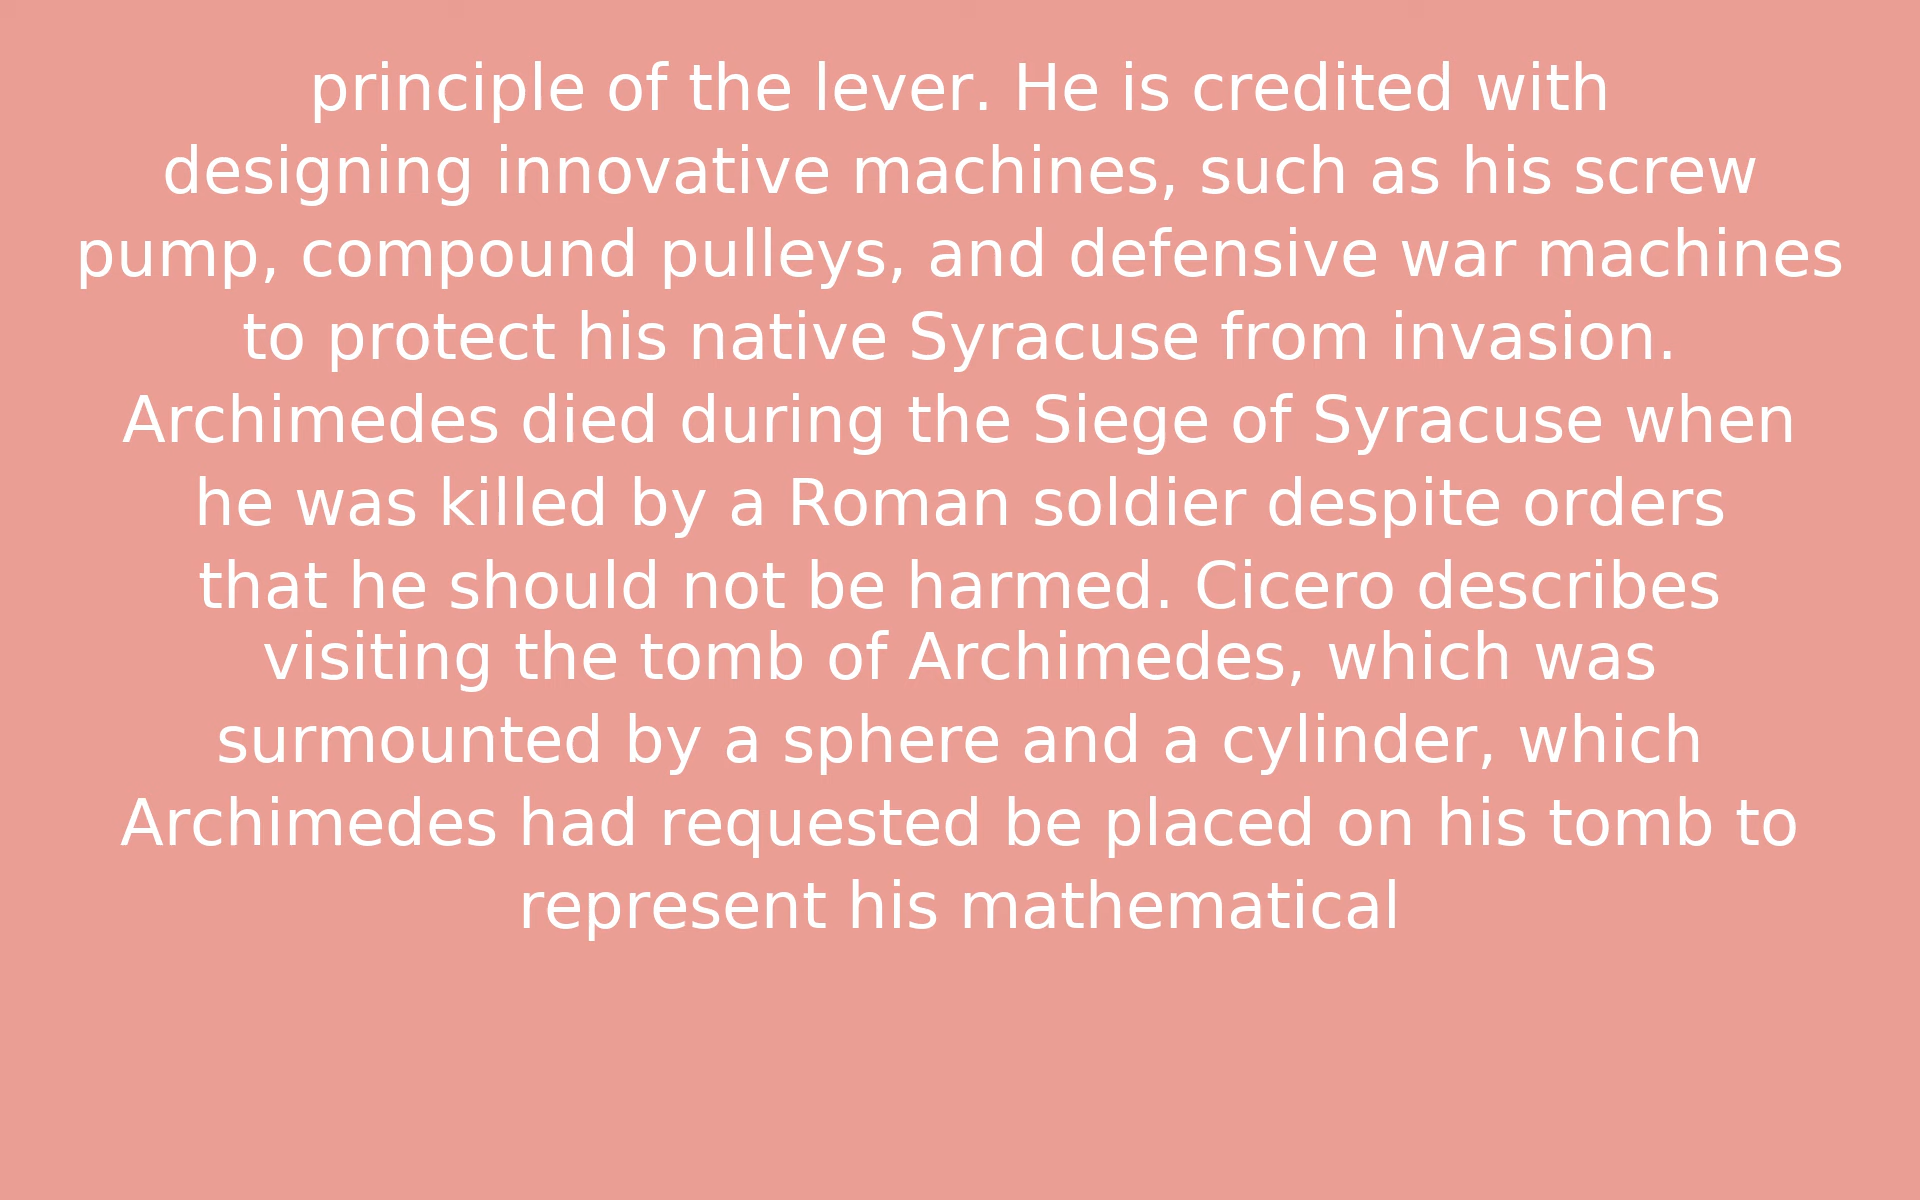 principle of the lever. He is credited with
designing innovative machines, such as his screw
pump, compound pulleys, and defensive war machines
to protect his native Syracuse from invasion.
Archimedes died during the Siege of Syracuse when
he was killed by a Roman soldier despite orders
that he should not be harmed. Cicero describes
visiting the tomb of Archimedes, which was
surmounted by a sphere and a cylinder, which
Archimedes had requested be placed on his tomb to
represent his mathematical